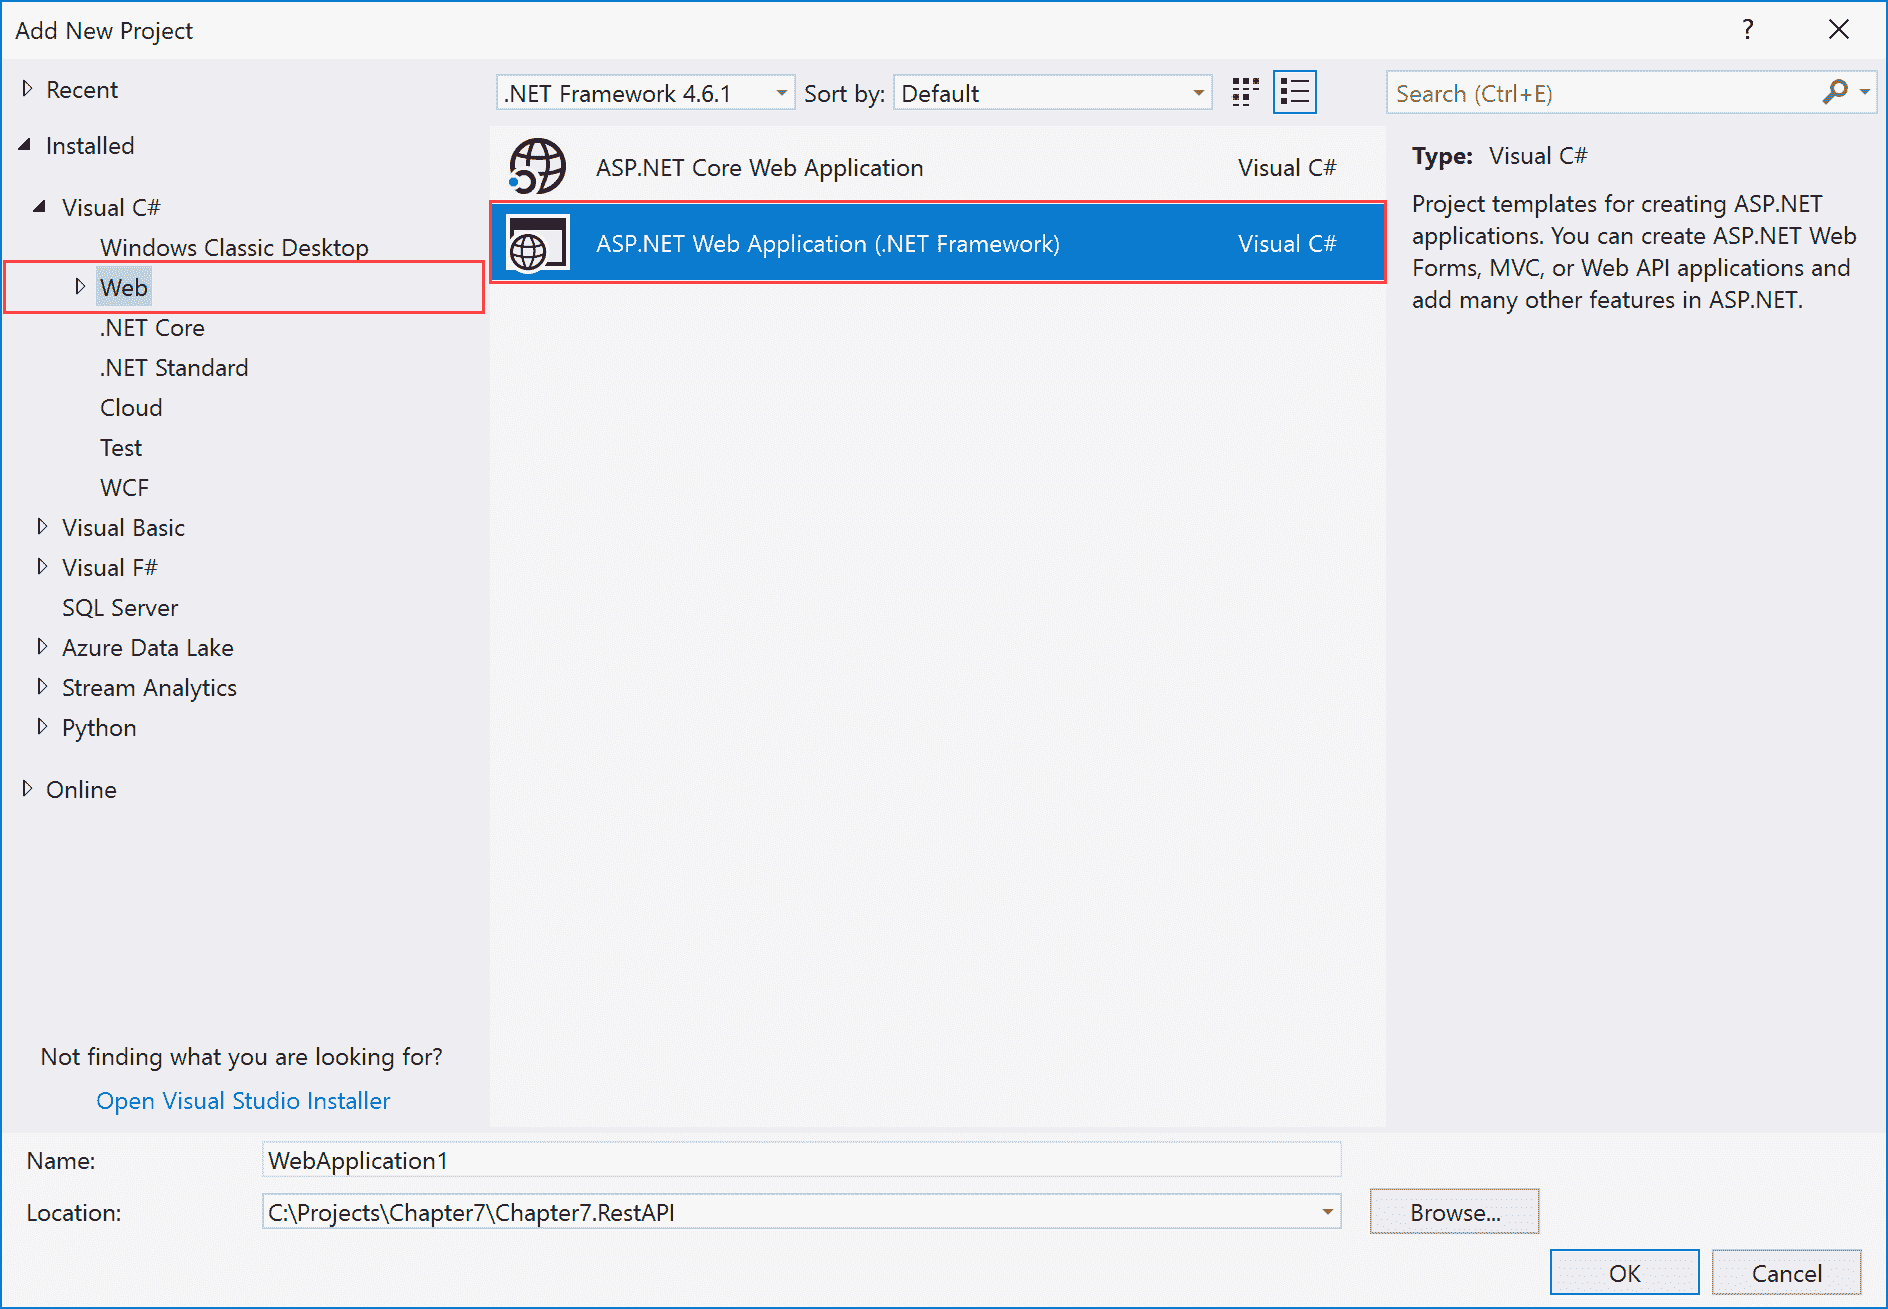 Add New Project
?
Recent
Installed
Visual C#
Windows Classic Desktop
Web
.NET Core
.NET Standard
Cloud
Test
WCF
Visual Basic
Visual F#
SQL Server
Azure Data Lake
Stream Analytics
Python
Online
Not finding what you are looking for?
Open Visual Studio Installer
.NET Framework 4.6.1 Sort by: Default
ASP.NET Core Web Application Visual C#
ASP.NET Web Application (.NET Framework) Visual C#
Search (Ctrl+E)
Type: Visual C#
Project templates for creating ASP.NET
applications. You can create ASP.NET Web
Forms, MVC, or Web API applications and
add many other features in ASP.NET.
Name: WebApplication1
Location: C:\Projects\Chapter7\Chapter7.RestAPI Browse...
OK Cancel